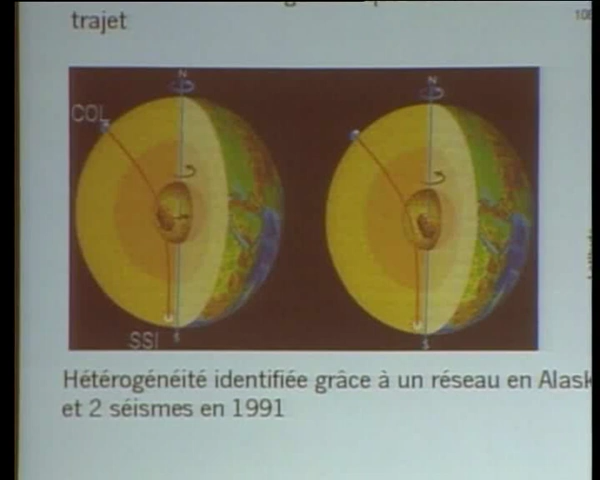 trajet
N
N
COL
SSI
S
S
Hétérogénéité identifiée grâce à un réseau en Alask
et 2 séismes en 1991